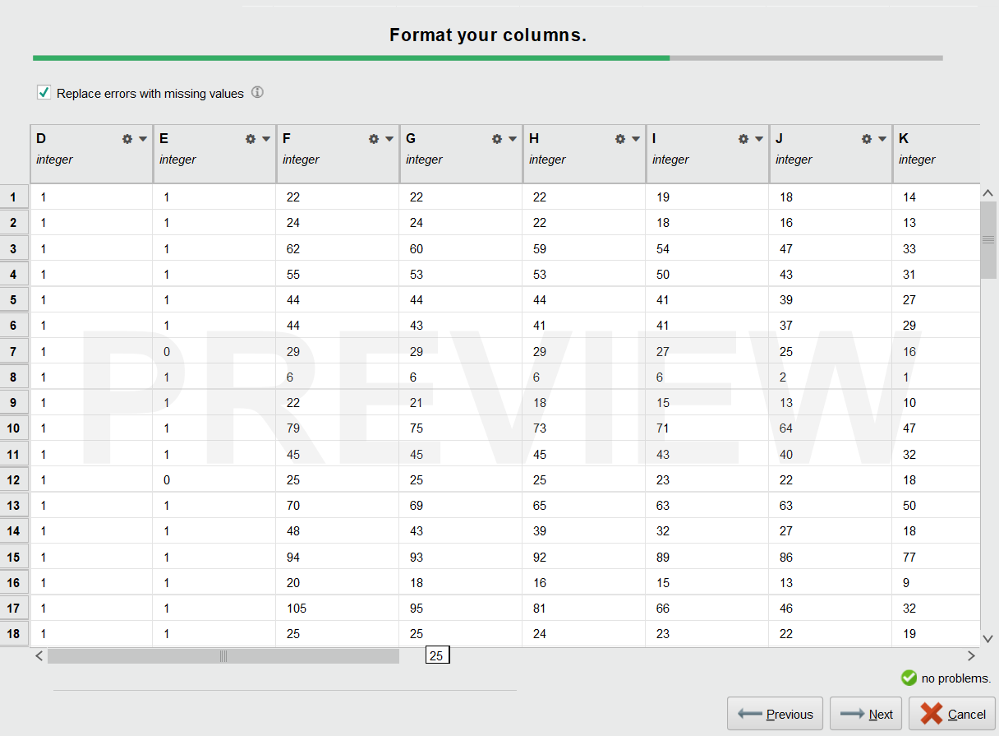 Format your columns.
Replace errors with missing values
D E F G H I J K
integer integer integer integer integer integer integer integer
1 1 1 22 22 22 19 18 14
2 1 1 24 24 22 18 16 13
3 1 1 62 60 59 54 47 33
4 1 1 55 53 53 50 43 31
5 1 1 44 44 44 41 39 27
6 1 1 44 43 41 41 37 29
7 1 0 29 29 29 27 25 16
8 1 1 6 6 6 6 2 1
9 1 1 22 21 18 15 13 10
10 1 1 79 75 73 71 64 47
11 1 1 45 45 45 43 40 32
12 1 0 25 25 25 23 22 18
13 1 1 70 69 65 63 63 50
14 1 1 48 43 39 32 27 18
15 1 1 94 93 92 89 86 77
16 1 1 20 18 16 15 13 9
17 1 1 105 95 81 66 46 32
18 1 1 25 25 24 23 22 19
PREVIEW
25
no problems.
Previous Next Cancel